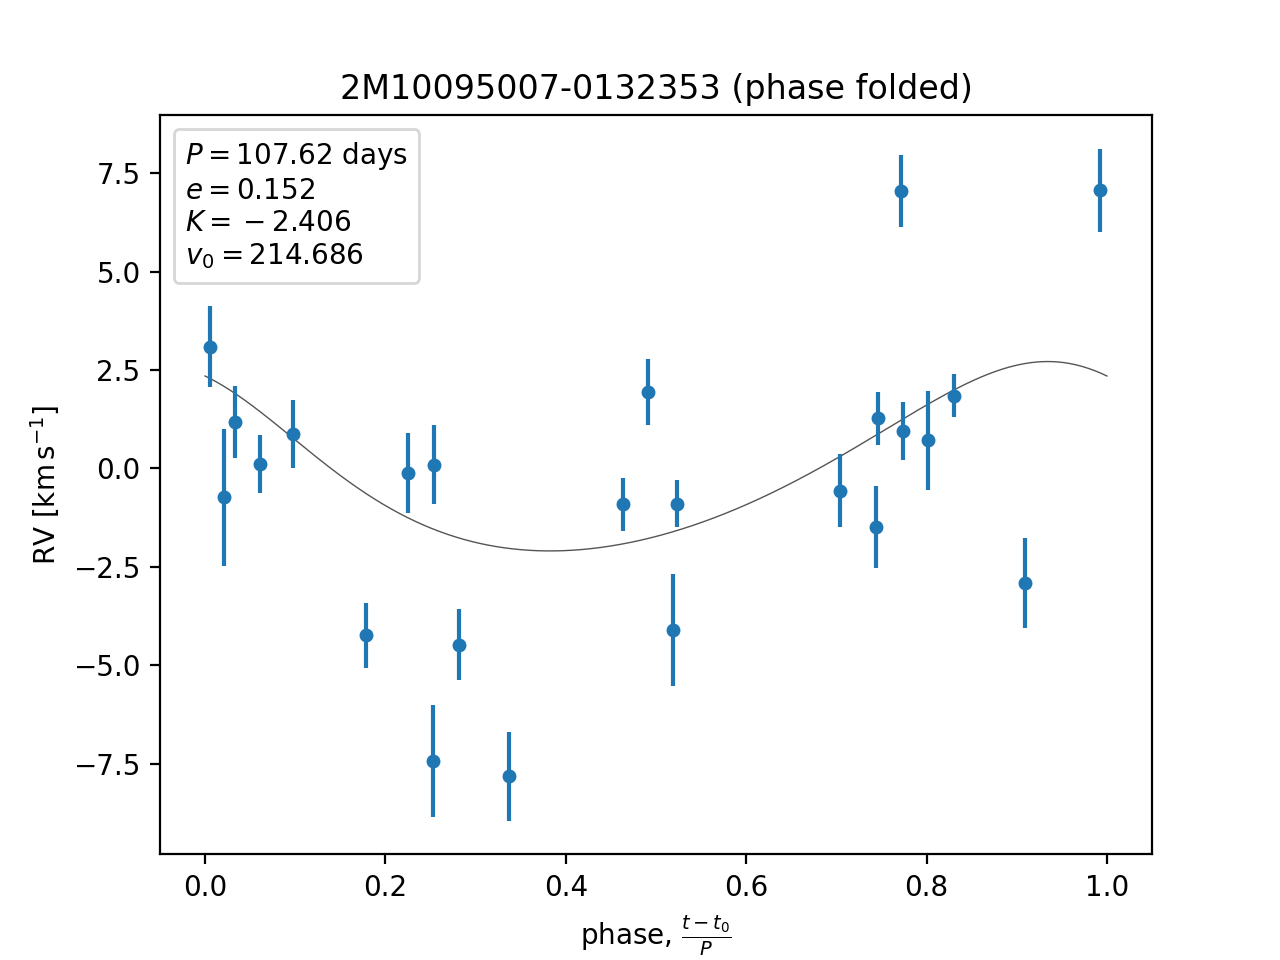 2M10095007-0132353 (phase folded)
P = 107.62 days
e = 0.152
K = −2.406
v₀ = 214.686
7.5
5.0
2.5
0.0
−2.5
−5.0
−7.5
RV [km s⁻¹]
0.0 0.2 0.4 0.6 0.8 1.0
phase, (t − t₀)/P